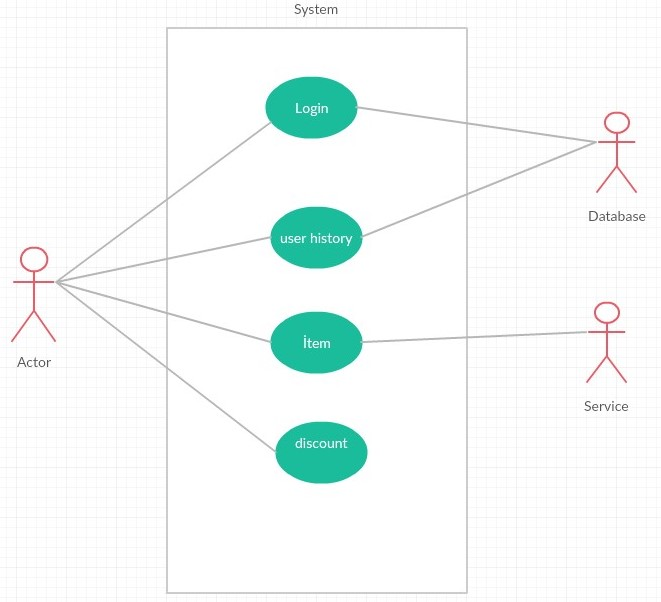 System
Login
Database
user history
Actor
İtem
Service
discount